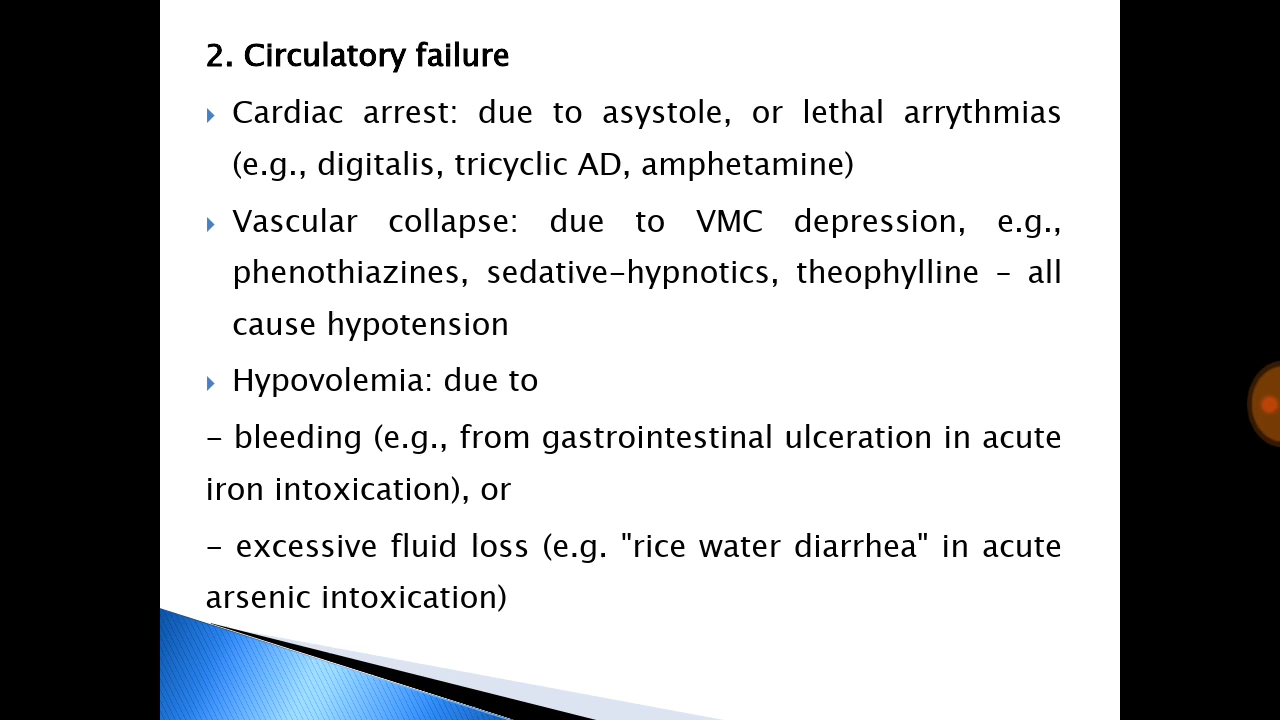 2. Circulatory failure
Cardiac arrest: due to asystole, or lethal arrythmias
(e.g., digitalis, tricyclic AD, amphetamine)
Vascular collapse: due to VMC depression, e.g.,
phenothiazines, sedative-hypnotics, theophylline – all
cause hypotension
Hypovolemia: due to
- bleeding (e.g., from gastrointestinal ulceration in acute
iron intoxication), or
- excessive fluid loss (e.g. "rice water diarrhea" in acute
arsenic intoxication)